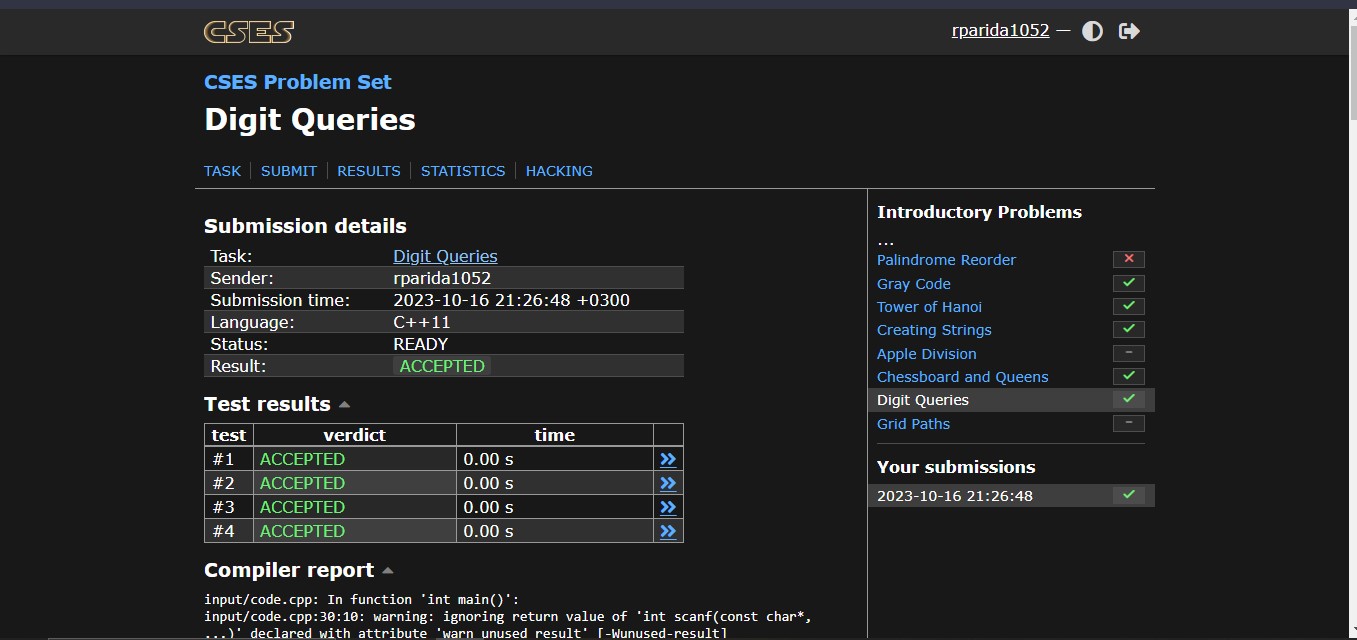 CSES
rparida1052 —
CSES Problem Set
Digit Queries
TASK SUBMIT RESULTS STATISTICS HACKING
Submission details
Task: Digit Queries
Sender: rparida1052
Submission time: 2023-10-16 21:26:48 +0300
Language: C++11
Status: READY
Result: ACCEPTED
Test results
test verdict time
#1 ACCEPTED 0.00 s
#2 ACCEPTED 0.00 s
#3 ACCEPTED 0.00 s
#4 ACCEPTED 0.00 s
Compiler report
input/code.cpp: In function 'int main()':
input/code.cpp:30:10: warning: ignoring return value of 'int scanf(const char*,
...)' declared with attribute 'warn_unused_result' [-Wunused-result]
Introductory Problems
...
Palindrome Reorder
Gray Code
Tower of Hanoi
Creating Strings
Apple Division
Chessboard and Queens
Digit Queries
Grid Paths
Your submissions
2023-10-16 21:26:48